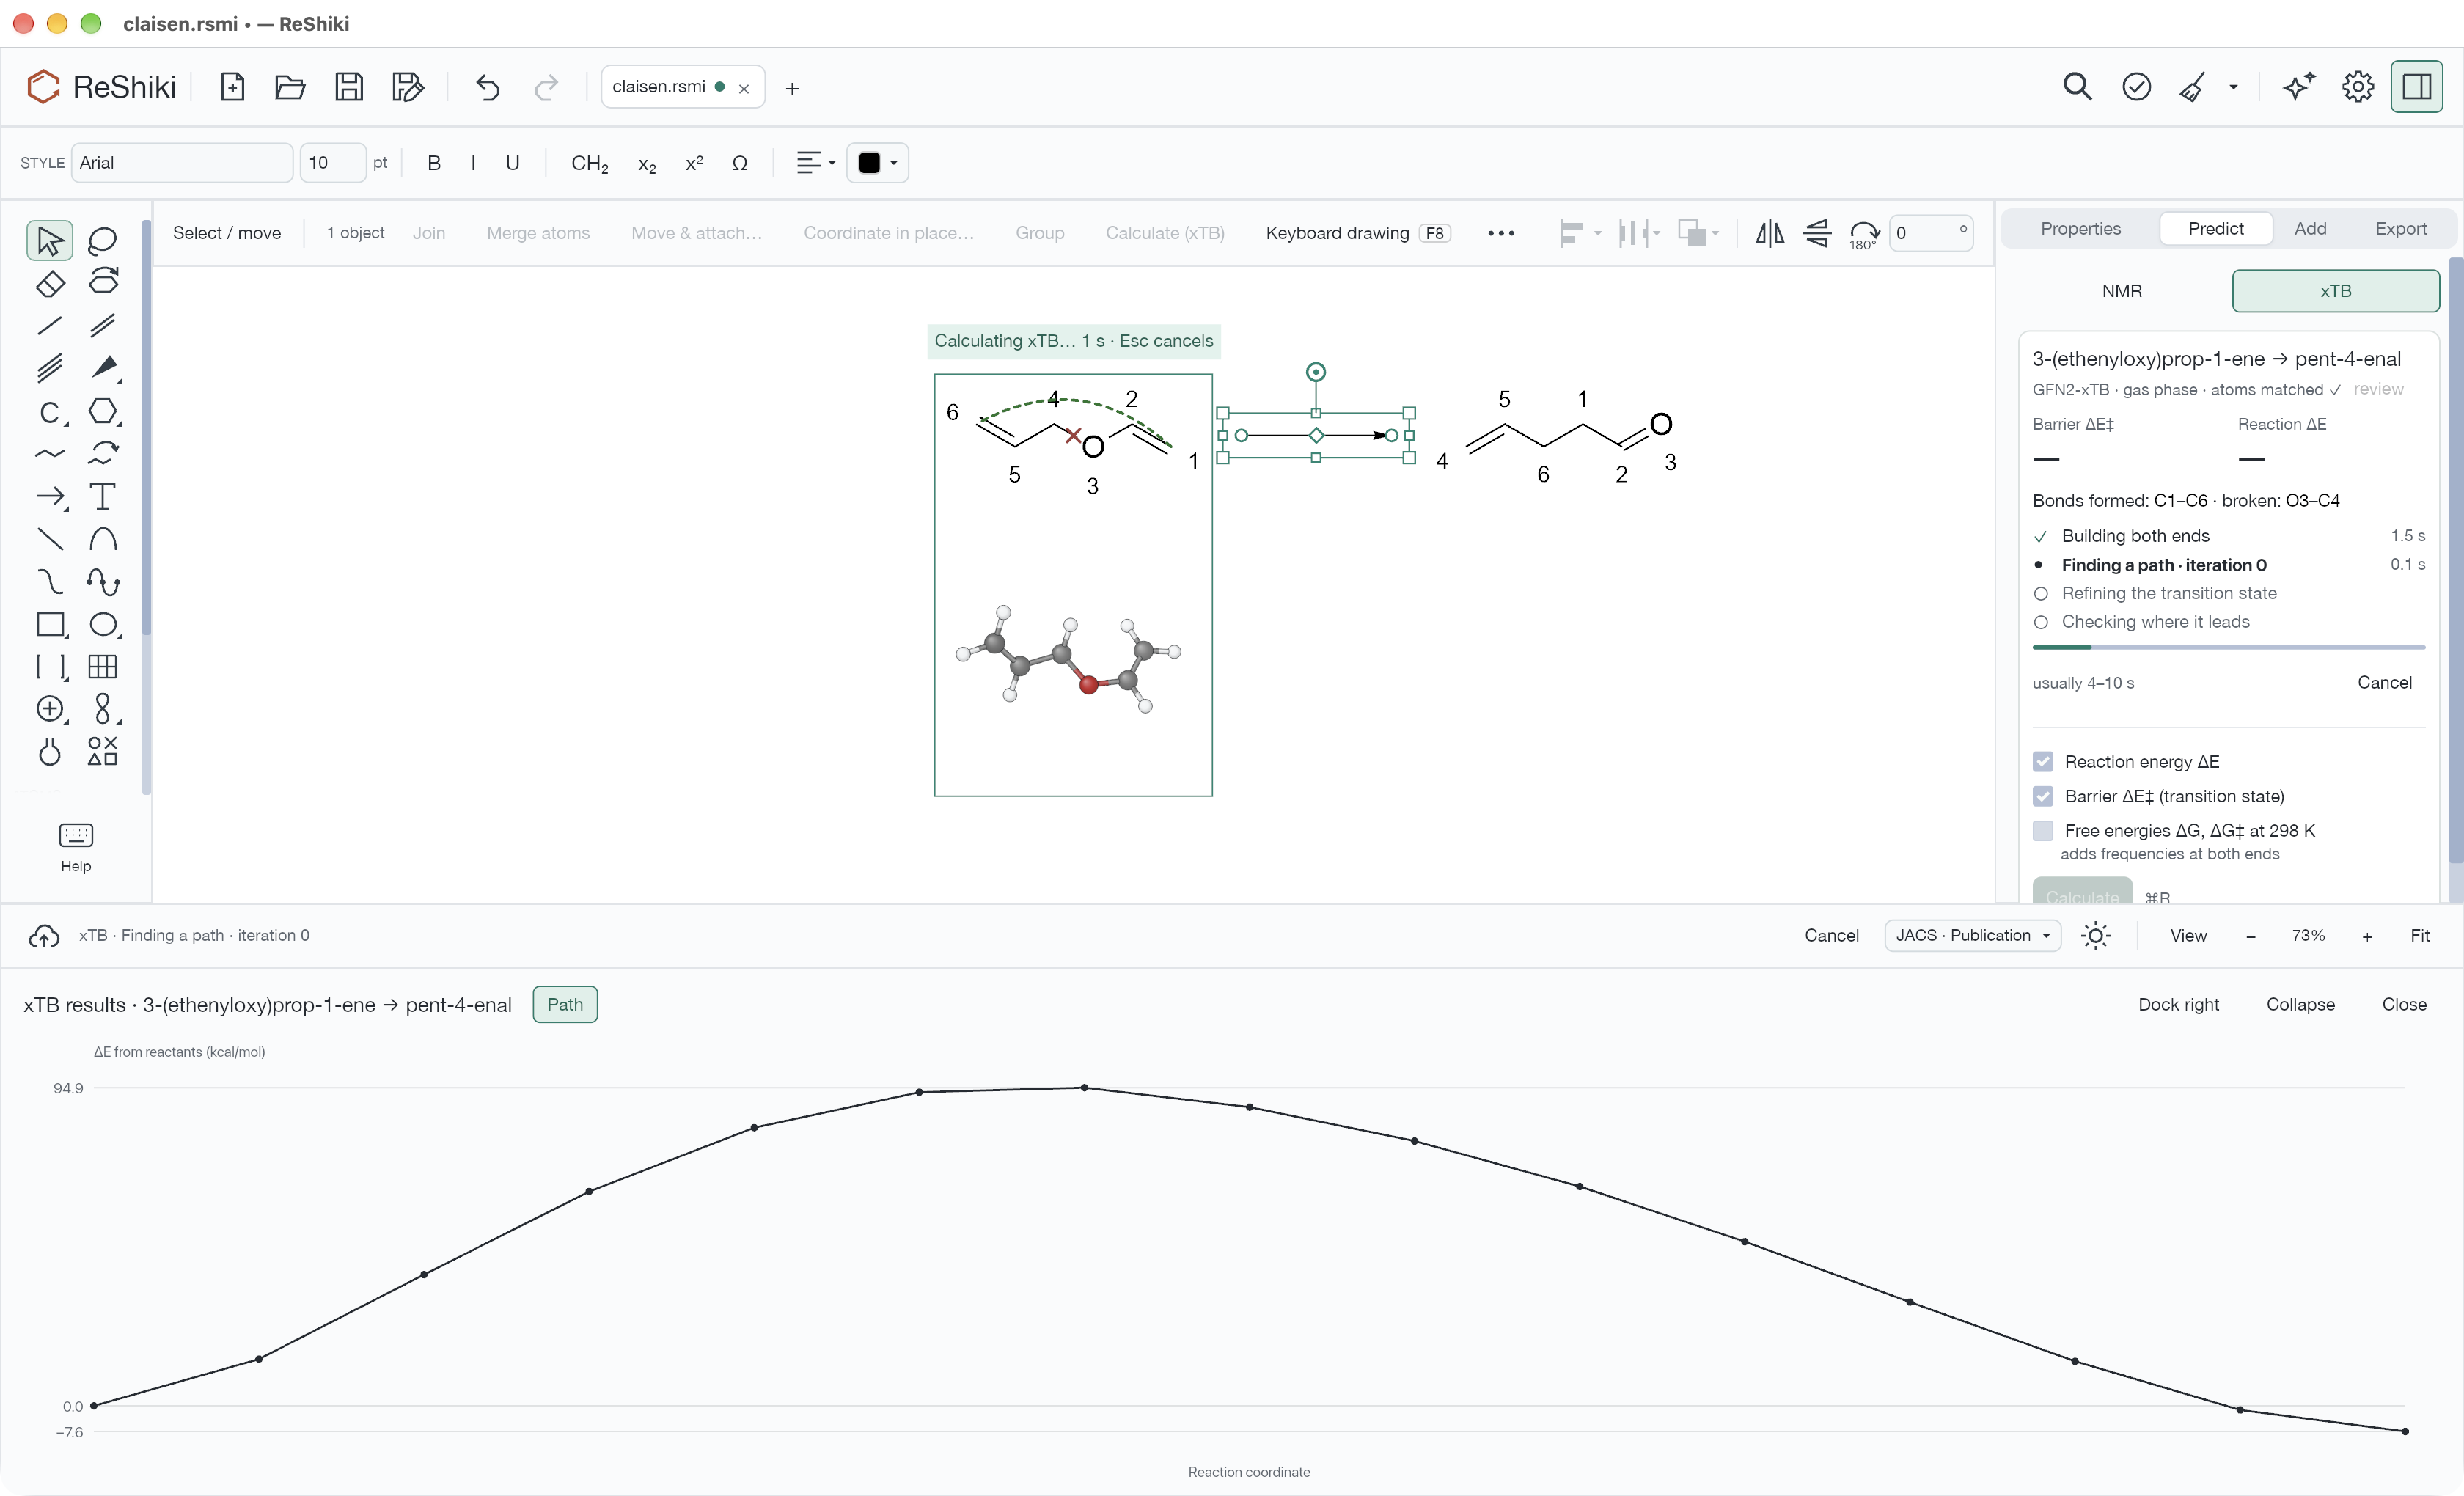 claisen.rsmi • — ReShiki
ReShiki
claisen.rsmi
STYLE Arial 10 pt B I U CH₂ x₂ x² Ω
Select / move 1 object Join Merge atoms Move & attach... Coordinate in place... Group Calculate (xTB) Keyboard drawing F8 ••• 180° 0 °
Properties Predict Add Export
NMR xTB
Calculating xTB... 1 s · Esc cancels
6 4 2
5 3 1
O
5 1 O
4 6 2 3
3-(ethenyloxy)prop-1-ene → pent-4-enal
GFN2-xTB · gas phase · atoms matched ✓ review
Barrier ΔE‡ Reaction ΔE
— —
Bonds formed: C1–C6 · broken: O3–C4
✓ Building both ends 1.5 s
Finding a path · iteration 0 0.1 s
Refining the transition state
Checking where it leads
usually 4–10 s Cancel
Reaction energy ΔE
Barrier ΔE‡ (transition state)
Free energies ΔG, ΔG‡ at 298 K
adds frequencies at both ends
Calculate ⌘R
C
T
Help
xTB · Finding a path · iteration 0 Cancel JACS · Publication View − 73% + Fit
xTB results · 3-(ethenyloxy)prop-1-ene → pent-4-enal Path Dock right Collapse Close
ΔE from reactants (kcal/mol)
94.9
0.0
−7.6
Reaction coordinate